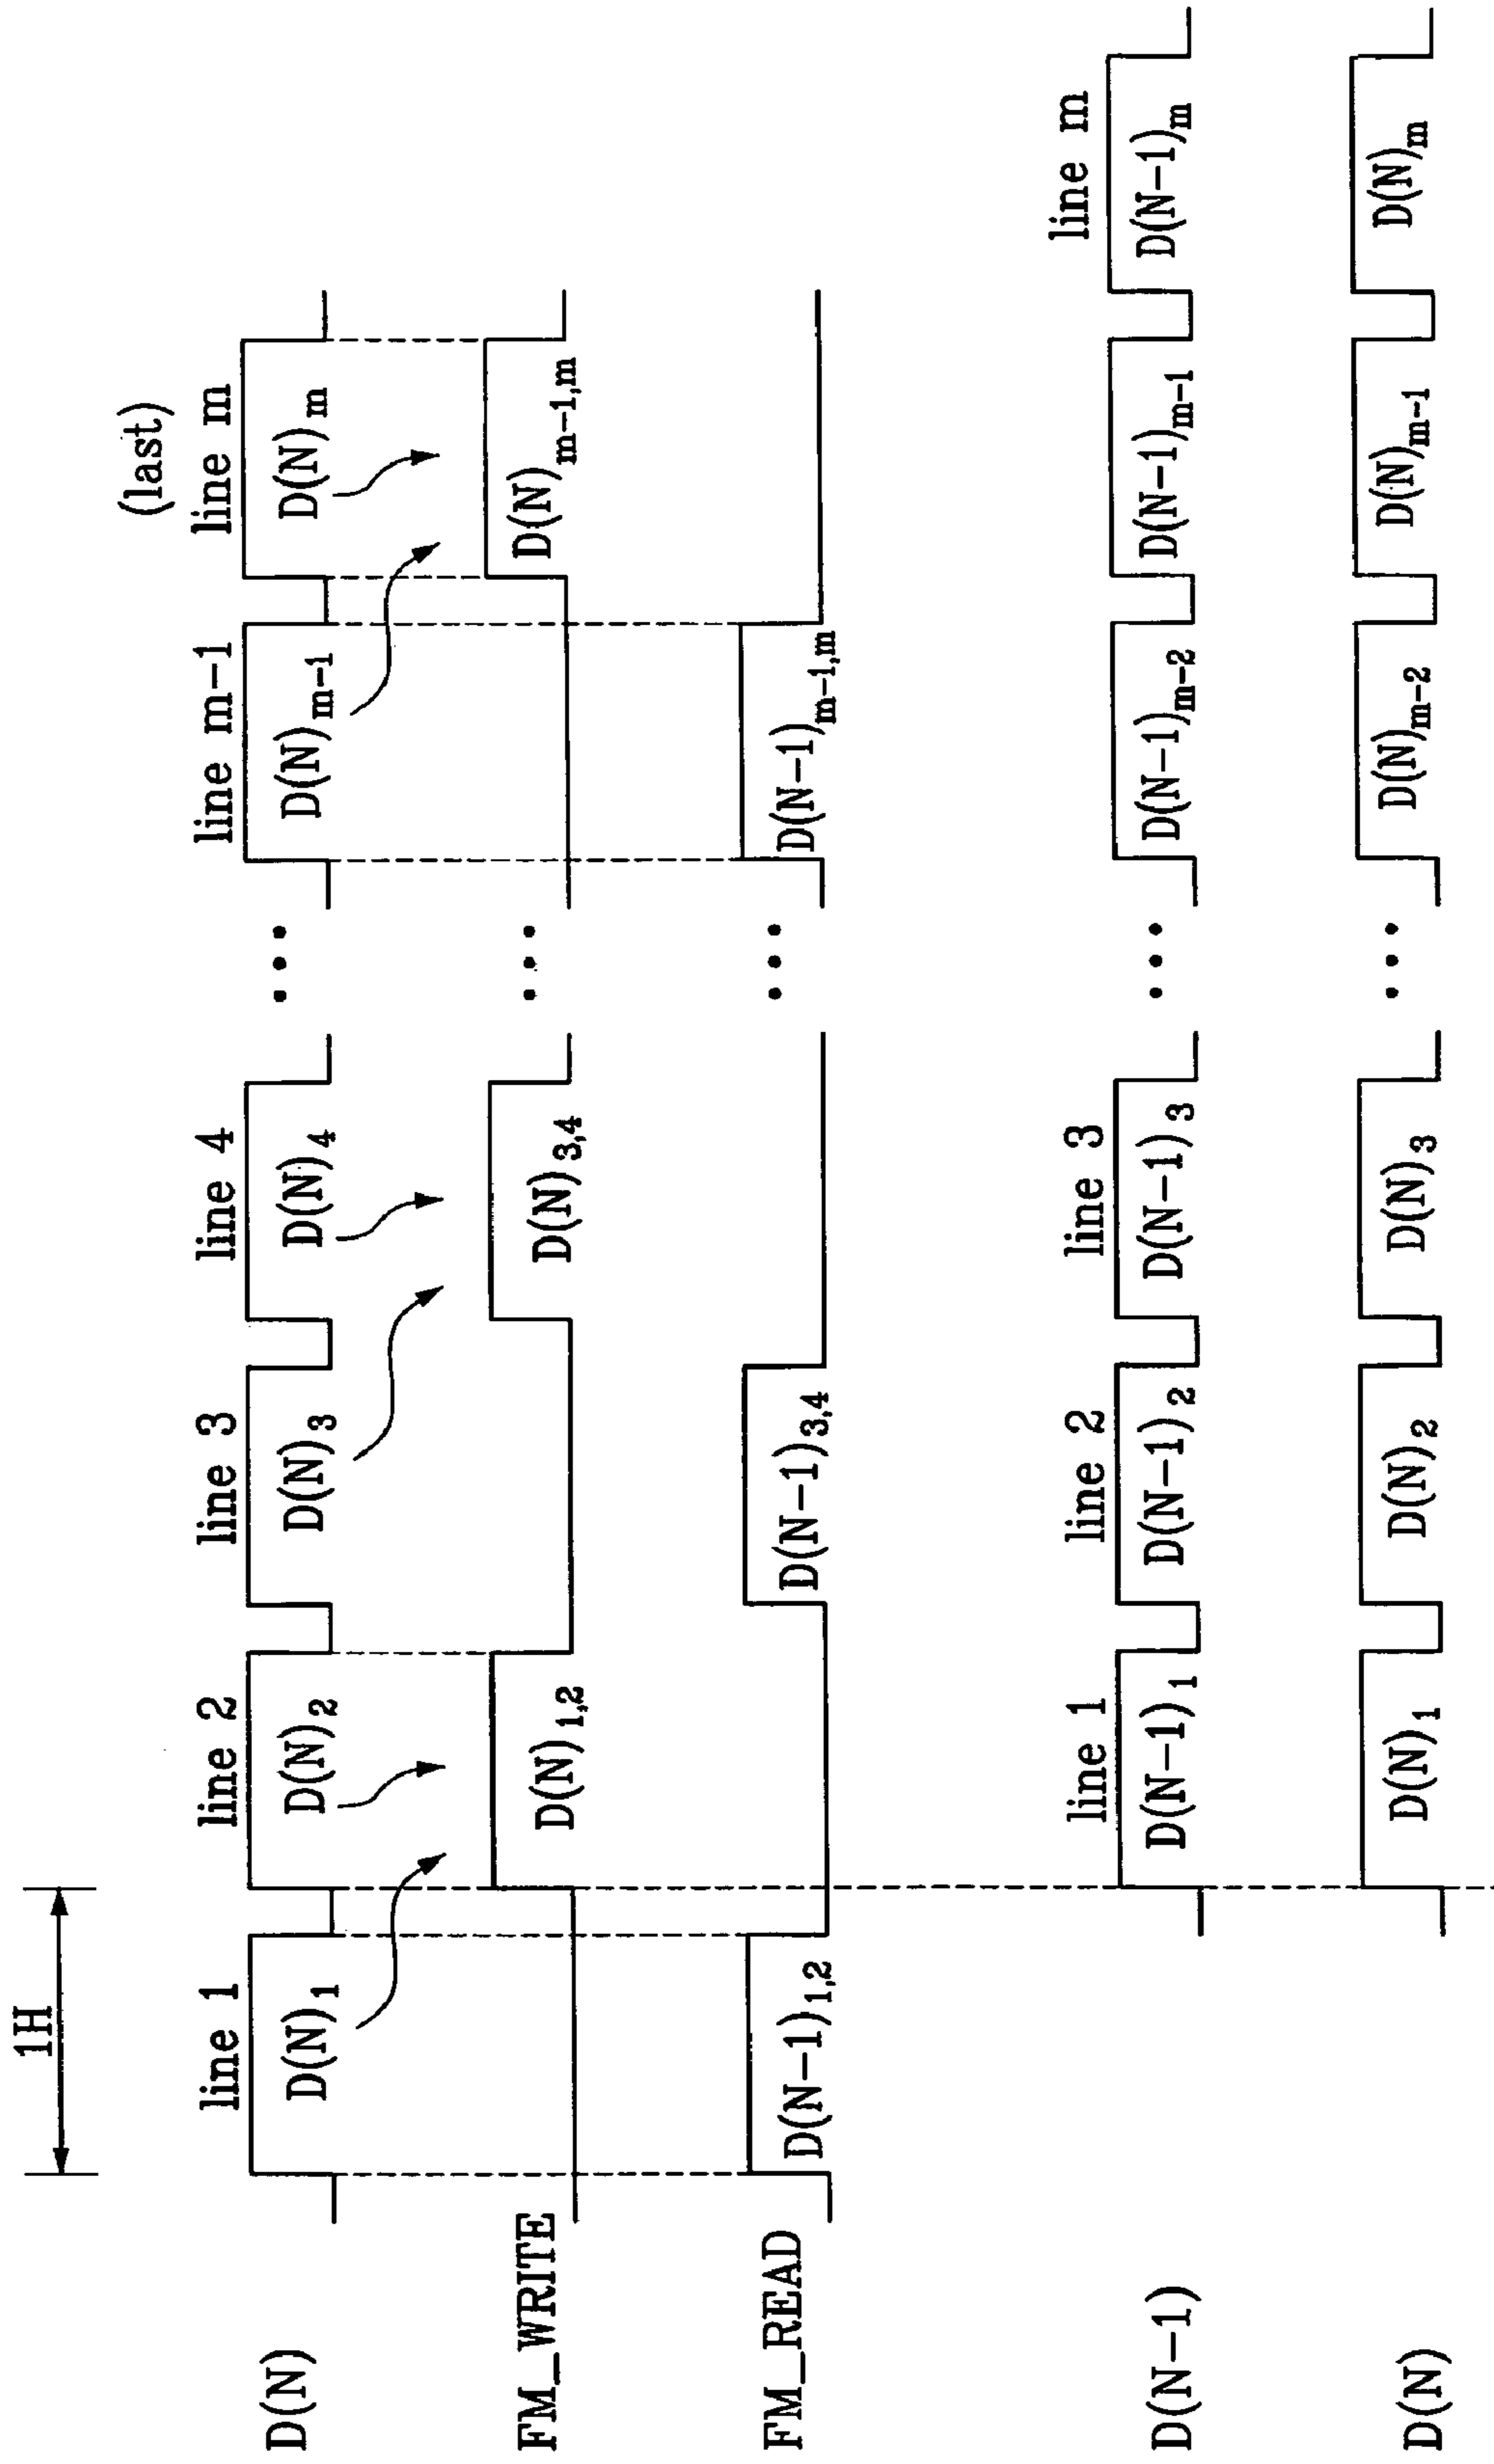 1H
(last)
line 1 line 2 line 3 line 4 ... line m-1 line m
D(N) D(N)1 D(N)2 D(N)3 D(N)4 ... D(N)m-1 D(N)m
FM_WRITE D(N)1,2 D(N)3,4 ... D(N)m-1,m
FM_READ D(N-1)1,2 D(N-1)3,4 ... D(N-1)m-1,m
line 1 line 2 line 3 line m
D(N-1) D(N-1)1 D(N-1)2 D(N-1)3 ... D(N-1)m-2 D(N-1)m-1 D(N-1)m
D(N) D(N)1 D(N)2 D(N)3 ... D(N)m-2 D(N)m-1 D(N)m